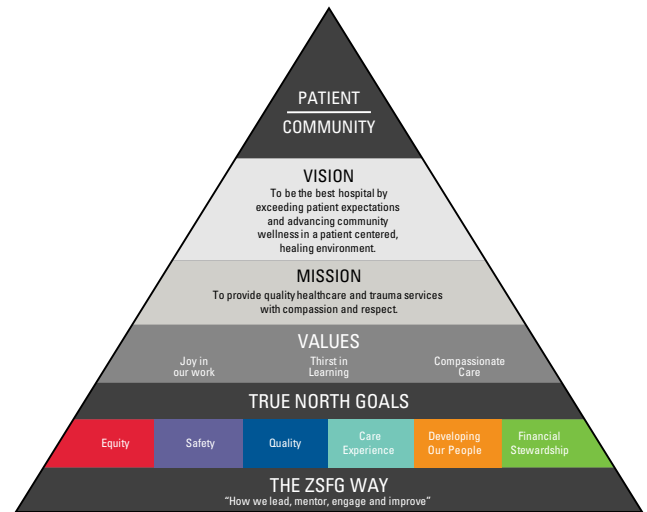 PATIENT
COMMUNITY
VISION
To be the best hospital by
exceeding patient expectations
and advancing community
wellness in a patient centered,
healing environment.
MISSION
To provide quality healthcare and trauma services
with compassion and respect.
VALUES
Joy in
our work
Thirst in
Learning
Compassionate
Care
TRUE NORTH GOALS
Equity
Safety
Quality
Care
Experience
Developing
Our People
Financial
Stewardship
THE ZSFG WAY
“How we lead, mentor, engage and improve”